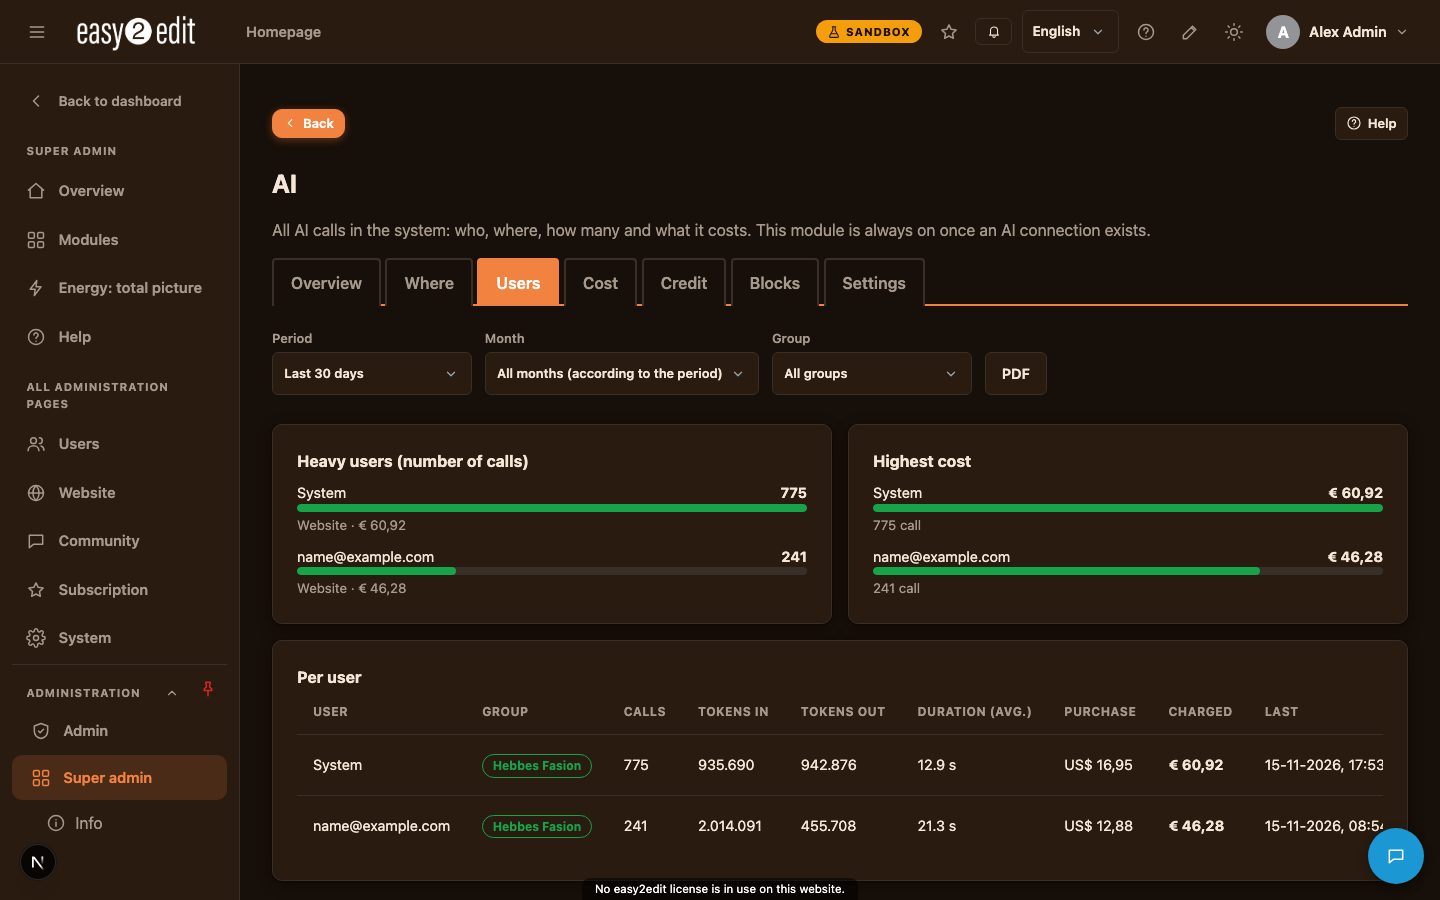 easy2edit
Homepage
SANDBOX
English
A
Alex Admin
Back to dashboard
SUPER ADMIN
Overview
Modules
Energy: total picture
Help
ALL ADMINISTRATION
PAGES
Users
Website
Community
Subscription
System
ADMINISTRATION
Admin
Super admin
Info
N
Back
Help
AI
All AI calls in the system: who, where, how many and what it costs. This module is always on once an AI connection exists.
Overview
Where
Users
Cost
Credit
Blocks
Settings
Period
Month
Group
Last 30 days
All months (according to the period)
All groups
PDF
Heavy users (number of calls)
System 775
Website · € 60,92
name@example.com 241
Website · € 46,28
Highest cost
System € 60,92
775 call
name@example.com € 46,28
241 call
Per user
USER GROUP CALLS TOKENS IN TOKENS OUT DURATION (AVG.) PURCHASE CHARGED LAST
System Hebbes Fasion 775 935.690 942.876 12.9 s US$ 16,95 € 60,92 15-11-2026, 17:53
name@example.com Hebbes Fasion 241 2.014.091 455.708 21.3 s US$ 12,88 € 46,28 15-11-2026, 08:54
No easy2edit license is in use on this website.